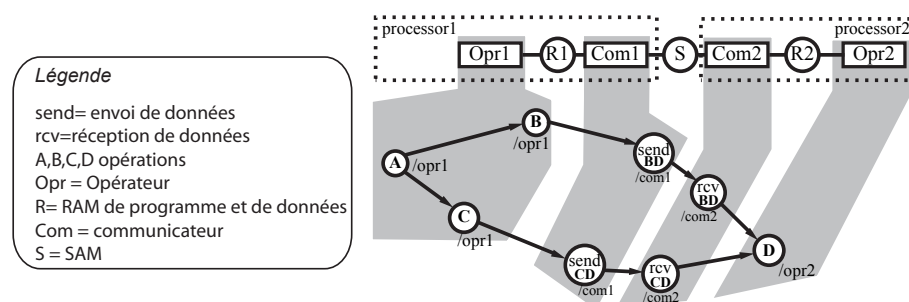 Légende
send= envoi de données
rcv=réception de données
A,B,C,D opérations
Opr = Opérateur
R= RAM de programme et de données
Com = communicateur
S = SAM
processor1
processor2
Opr1
R1
Com1
S
Com2
R2
Opr2
B
/opr1
A
/opr1
send
BD
/com1
rcv
BD
/com2
C
/opr1
D
/opr2
send
CD
/com1
rcv
CD
/com2